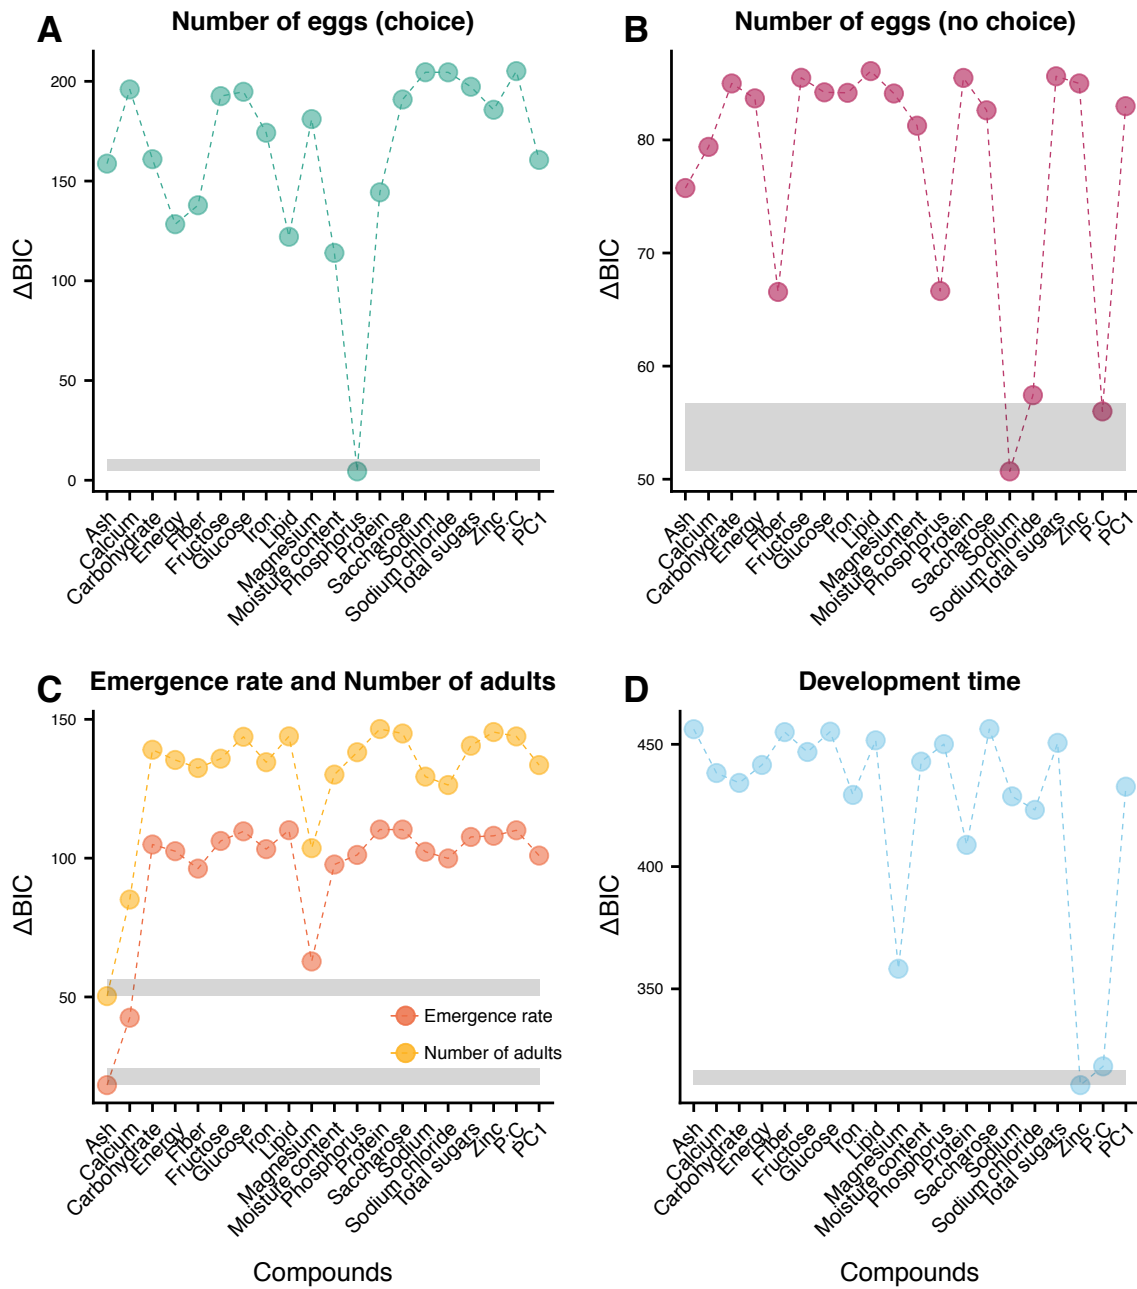 A
Number of eggs (choice)
200
150
100
50
0
ΔBIC
Ash
Calcium
Carbohydrate
Energy
Fiber
Fructose
Glucose
Iron
Lipid
Magnesium
Moisture content
Phosphorus
Protein
Saccharose
Sodium
Sodium chloride
Total sugars
Zinc
P:C
PC1
B
Number of eggs (no choice)
80
70
60
50
ΔBIC
Ash
Calcium
Carbohydrate
Energy
Fiber
Fructose
Glucose
Iron
Lipid
Magnesium
Moisture content
Phosphorus
Protein
Saccharose
Sodium
Sodium chloride
Total sugars
Zinc
P:C
PC1
C
Emergence rate and Number of adults
150
100
50
ΔBIC
Emergence rate
Number of adults
Ash
Calcium
Carbohydrate
Energy
Fiber
Fructose
Glucose
Iron
Lipid
Magnesium
Moisture content
Phosphorus
Protein
Saccharose
Sodium
Sodium chloride
Total sugars
Zinc
P:C
PC1
Compounds
D
Development time
450
400
350
ΔBIC
Ash
Calcium
Carbohydrate
Energy
Fiber
Fructose
Glucose
Iron
Lipid
Magnesium
Moisture content
Phosphorus
Protein
Saccharose
Sodium
Sodium chloride
Total sugars
Zinc
P:C
PC1
Compounds